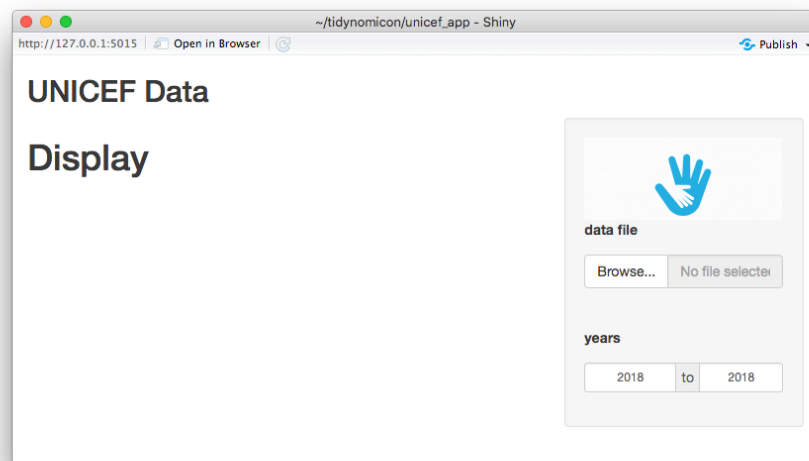 ~/tidynomicon/unicef_app - Shiny
http://127.0.0.1:5015 Open in Browser Publish
UNICEF Data
Display
data file
Browse... No file selected
years
2018 to 2018